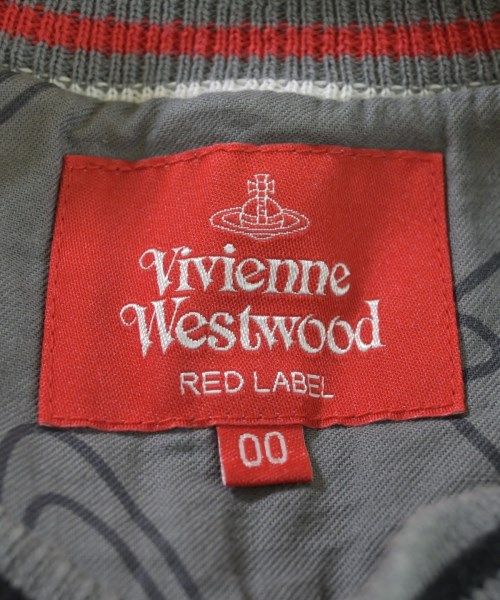 Vivienne
Westwood
RED LABEL
00